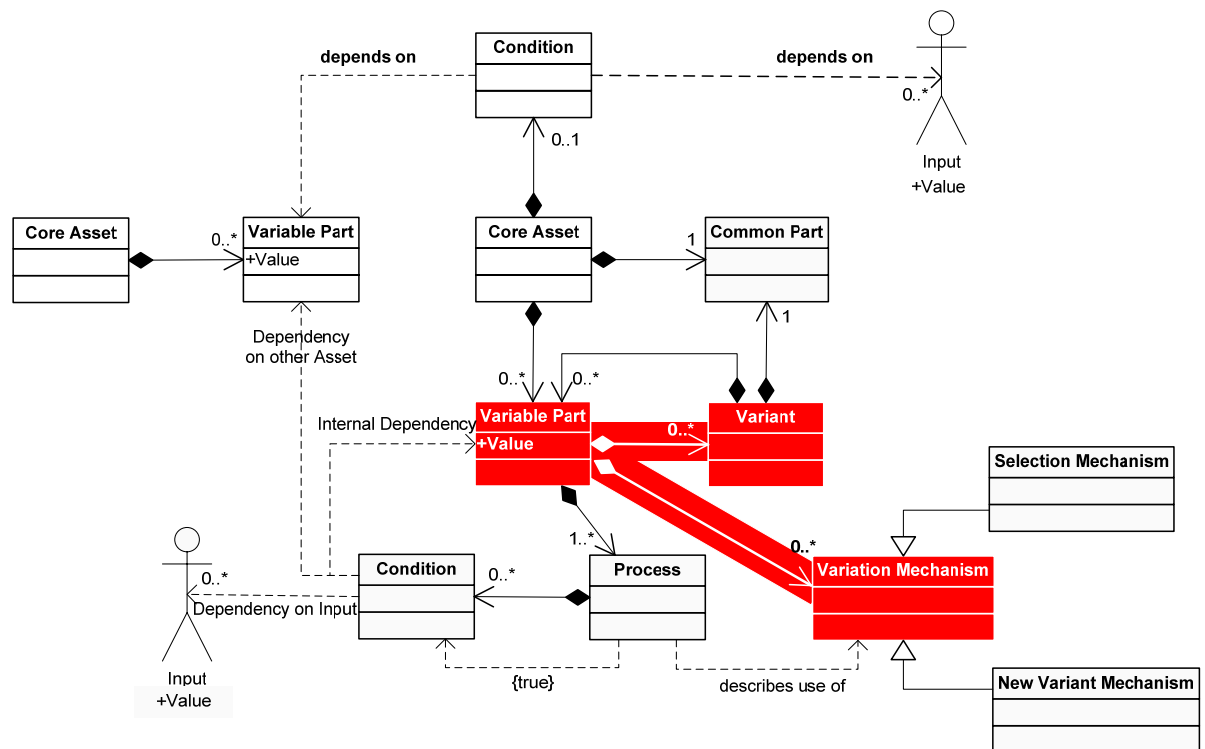 Condition
depends on
depends on
0..*
0..1
Input
+Value
Core Asset
0..*
Variable Part
+Value
Core Asset
1
Common Part
Dependency
on other Asset
1
0..*
0..*
Internal Dependency
Variable Part
+Value
0..*
Variant
Selection Mechanism
1..*
0..*
Variation Mechanism
0..*
Dependency on Input
Condition
0..*
Process
Input
+Value
{true}
describes use of
New Variant Mechanism